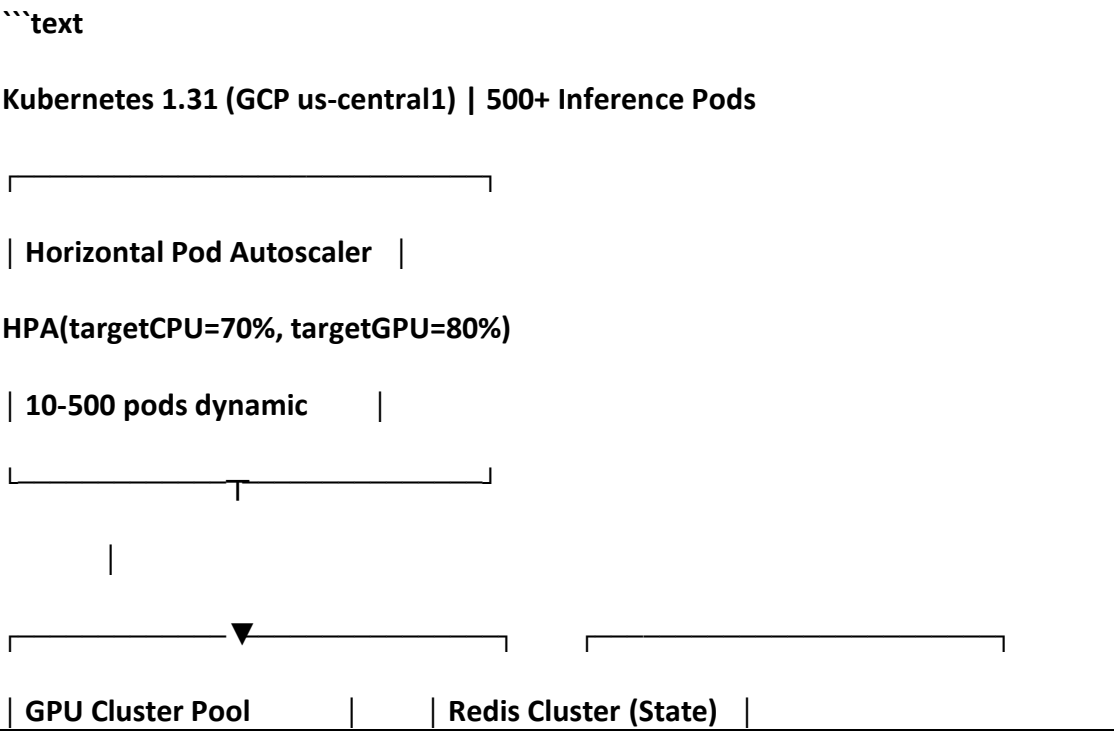 ```text
Kubernetes 1.31 (GCP us-central1) | 500+ Inference Pods
┌─────────────────────────┐
│ Horizontal Pod Autoscaler │
HPA(targetCPU=70%, targetGPU=80%)
│ 10-500 pods dynamic │
└───────────┬─────────────┘
│
┌───────────▼─────────────┐ ┌─────────────────────┐
│ GPU Cluster Pool │ │ Redis Cluster (State) │